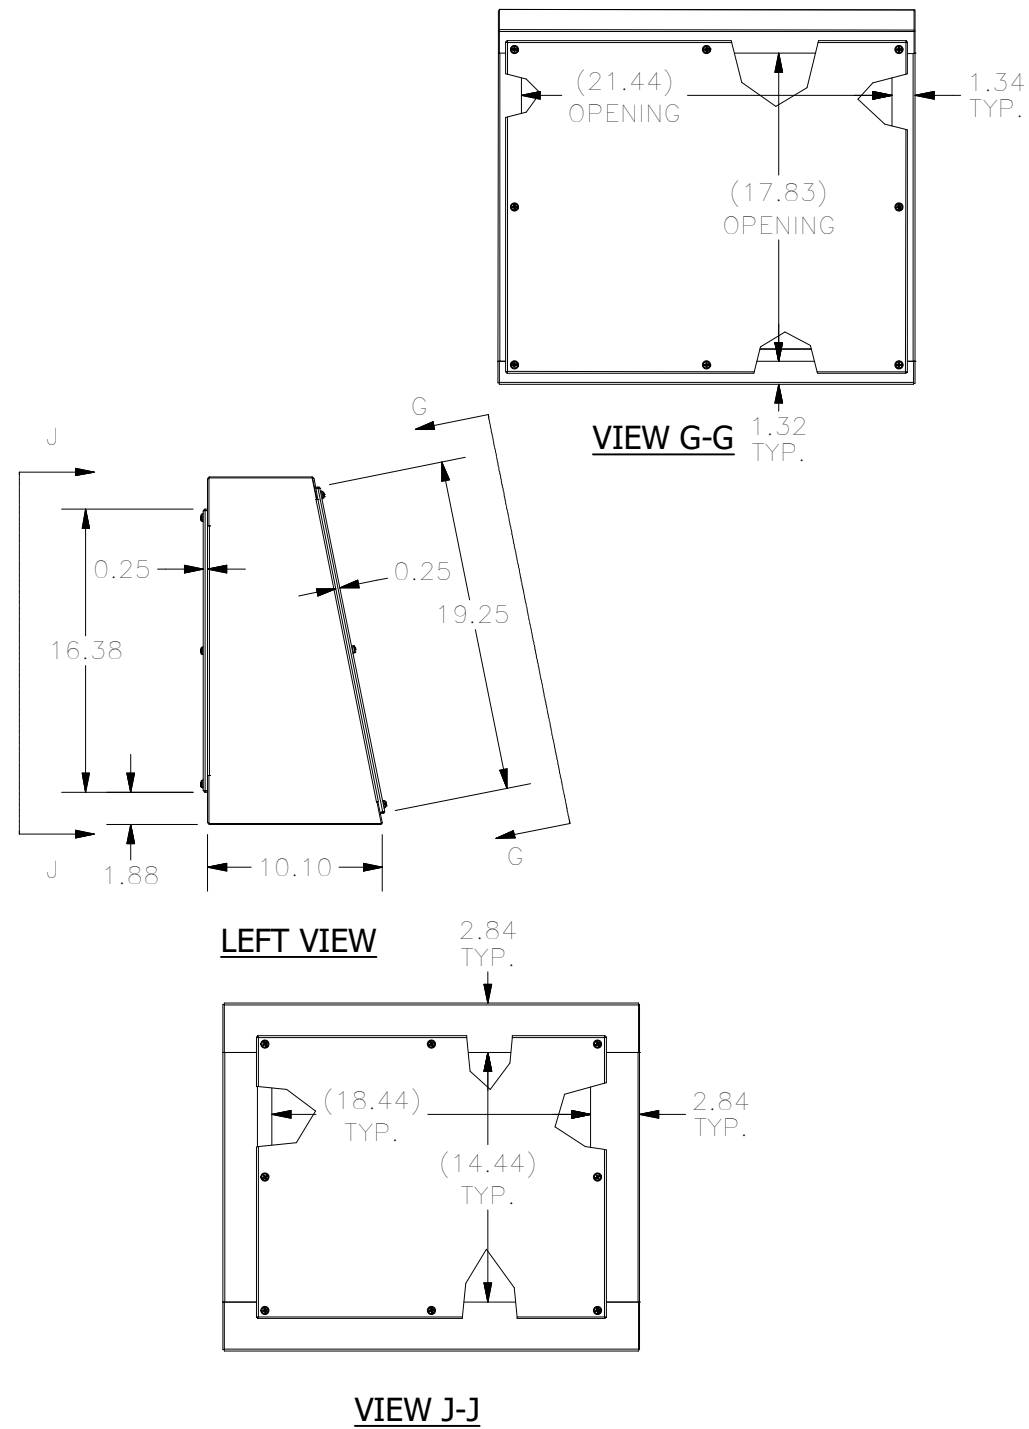 (21.44)
OPENING
1.34
TYP.
(17.83)
OPENING
VIEW G-G
1.32
TYP.
G
J
0.25
0.25
19.25
16.38
J
1.88
10.10
G
LEFT VIEW
2.84
TYP.
(18.44)
TYP.
2.84
TYP.
(14.44)
TYP.
VIEW J-J